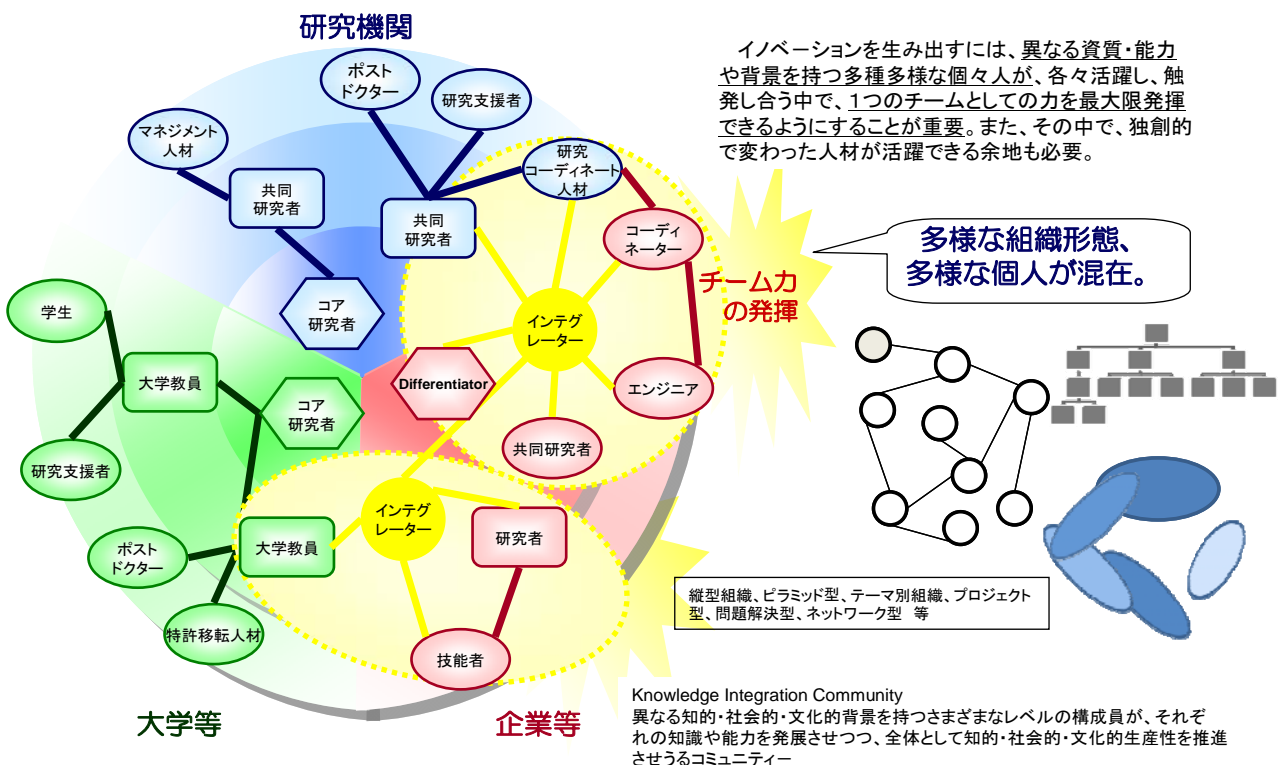 研究機関
イノベーションを生み出すには、異なる資質・能力
や背景を持つ多種多様な個々人が、各々活躍し、触
発し合う中で、１つのチームとしての力を最大限発揮
できるようにすることが重要。また、その中で、独創的
で変わった人材が活躍できる余地も必要。
ポスト
ドクター
研究支援者
マネジメント
人材
研究
コーディネート
人材
共同
研究者
共同
研究者
コーディ
ネーター
多様な組織形態、
多様な個人が混在。
チーム力
の発揮
コア
研究者
学生
インテグ
レーター
大学教員
Differentiator
エンジニア
コア
研究者
共同研究者
研究支援者
インテグ
レーター
大学教員
研究者
ポスト
ドクター
特許移転人材
技能者
縦型組織、ピラミッド型、テーマ別組織、プロジェクト
型、問題解決型、ネットワーク型 等
大学等
企業等
Knowledge Integration Community
異なる知的・社会的・文化的背景を持つさまざまなレベルの構成員が、それぞ
れの知識や能力を発展させつつ、全体として知的・社会的・文化的生産性を推進
させうるコミュニティー